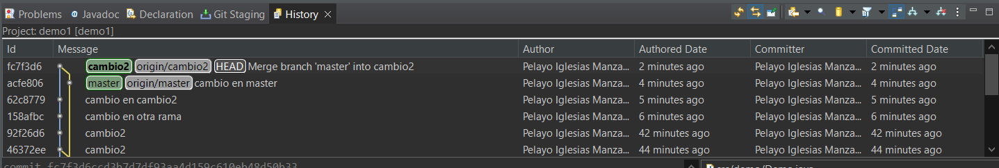 Problems @ Javadoc Declaration Git Staging History
Project: demo1 [demo1]
Id Message Author Authored Date Committer Committed Date
fc7f3d6 cambio2 origin/cambio2 HEAD Merge branch 'master' into cambio2 Pelayo Iglesias Manza... 2 minutes ago Pelayo Iglesias Manza... 2 minutes ago
acfe806 master origin/master cambio en master Pelayo Iglesias Manza... 4 minutes ago Pelayo Iglesias Manza... 4 minutes ago
62c8779 cambio en cambio2 Pelayo Iglesias Manza... 5 minutes ago Pelayo Iglesias Manza... 5 minutes ago
158afbc cambio en otra rama Pelayo Iglesias Manza... 6 minutes ago Pelayo Iglesias Manza... 6 minutes ago
92f26d6 cambio2 Pelayo Iglesias Manza... 42 minutes ago Pelayo Iglesias Manza... 42 minutes ago
46372ee cambio2 Pelayo Iglesias Manza... 44 minutes ago Pelayo Iglesias Manza... 44 minutes ago
commit